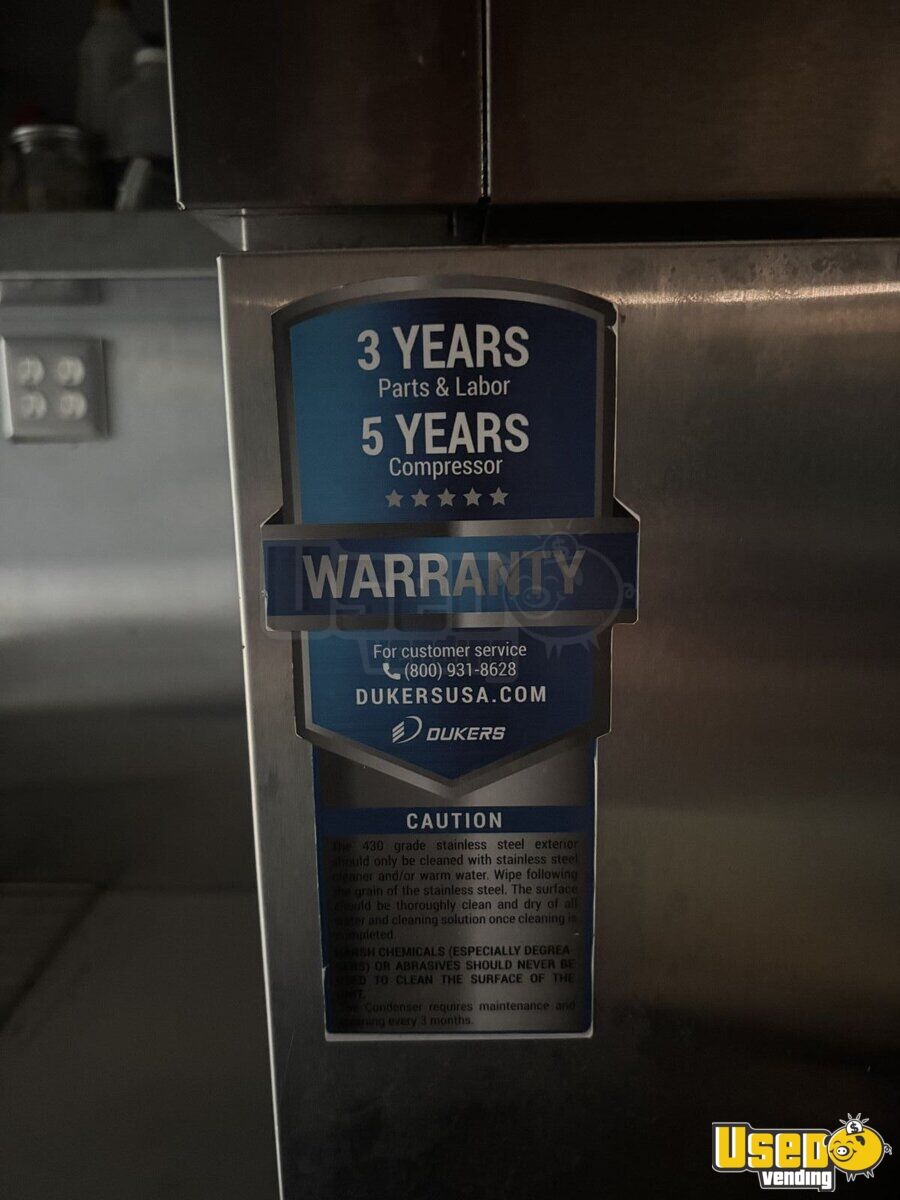 3 YEARS
Parts & Labor
5 YEARS
Compressor
WARRANTY
For customer service
(800) 931-8628
DUKERSUSA.COM
DUKERS
CAUTION
The 430 grade stainless steel exterior
should only be cleaned with stainless steel
cleaner and/or warm water. Wipe following
the grain of the stainless steel. The surface
should be thoroughly clean and dry of all
water and cleaning solution once cleaning is
completed.
HARSH CHEMICALS (ESPECIALLY DEGREA-
SERS) OR ABRASIVES SHOULD NEVER BE
USED TO CLEAN THE SURFACE OF THE
UNIT.
Condenser requires maintenance and
cleaning every 3 months.
USED
vending
USED
vending